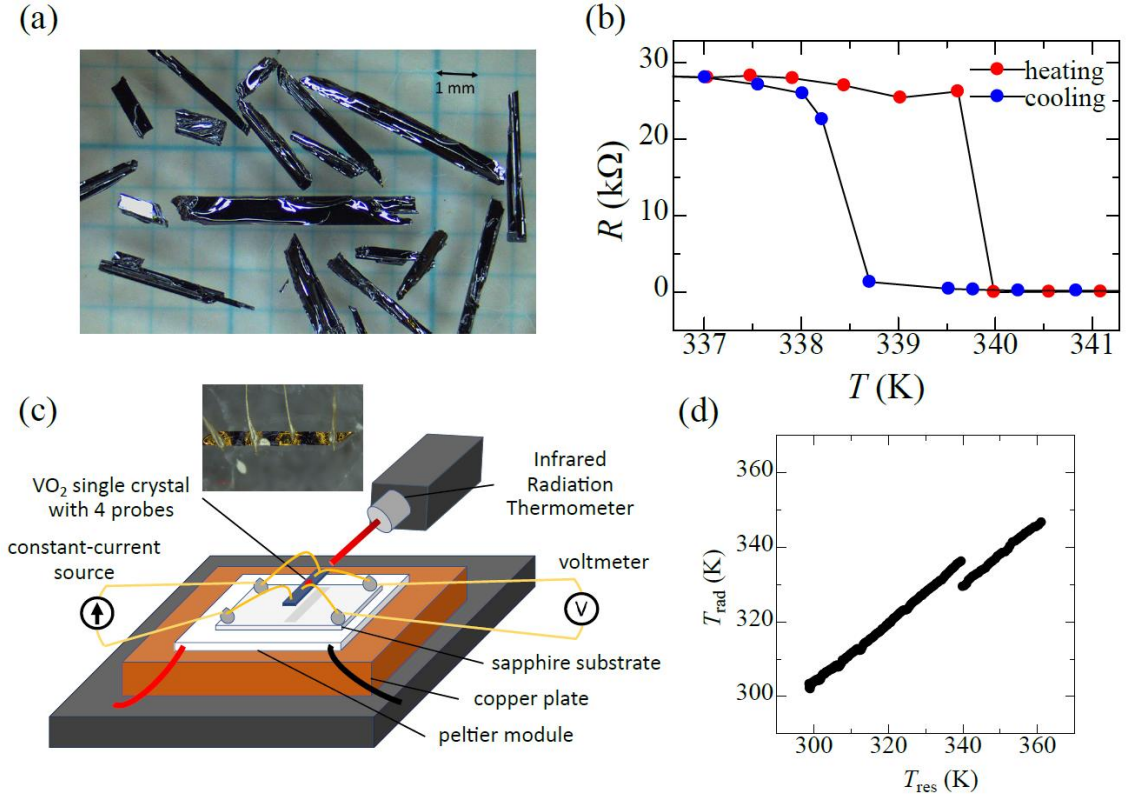 (a)
1 mm
(b)
30
20
10
0
R (kΩ)
heating
cooling
337
338
339
340
341
T (K)
(c)
VO2 single crystal
with 4 probes
constant-current
source
Infrared
Radiation
Thermometer
voltmeter
V
sapphire substrate
copper plate
peltier module
(d)
360
340
320
300
Trad (K)
300
320
340
360
Tres (K)